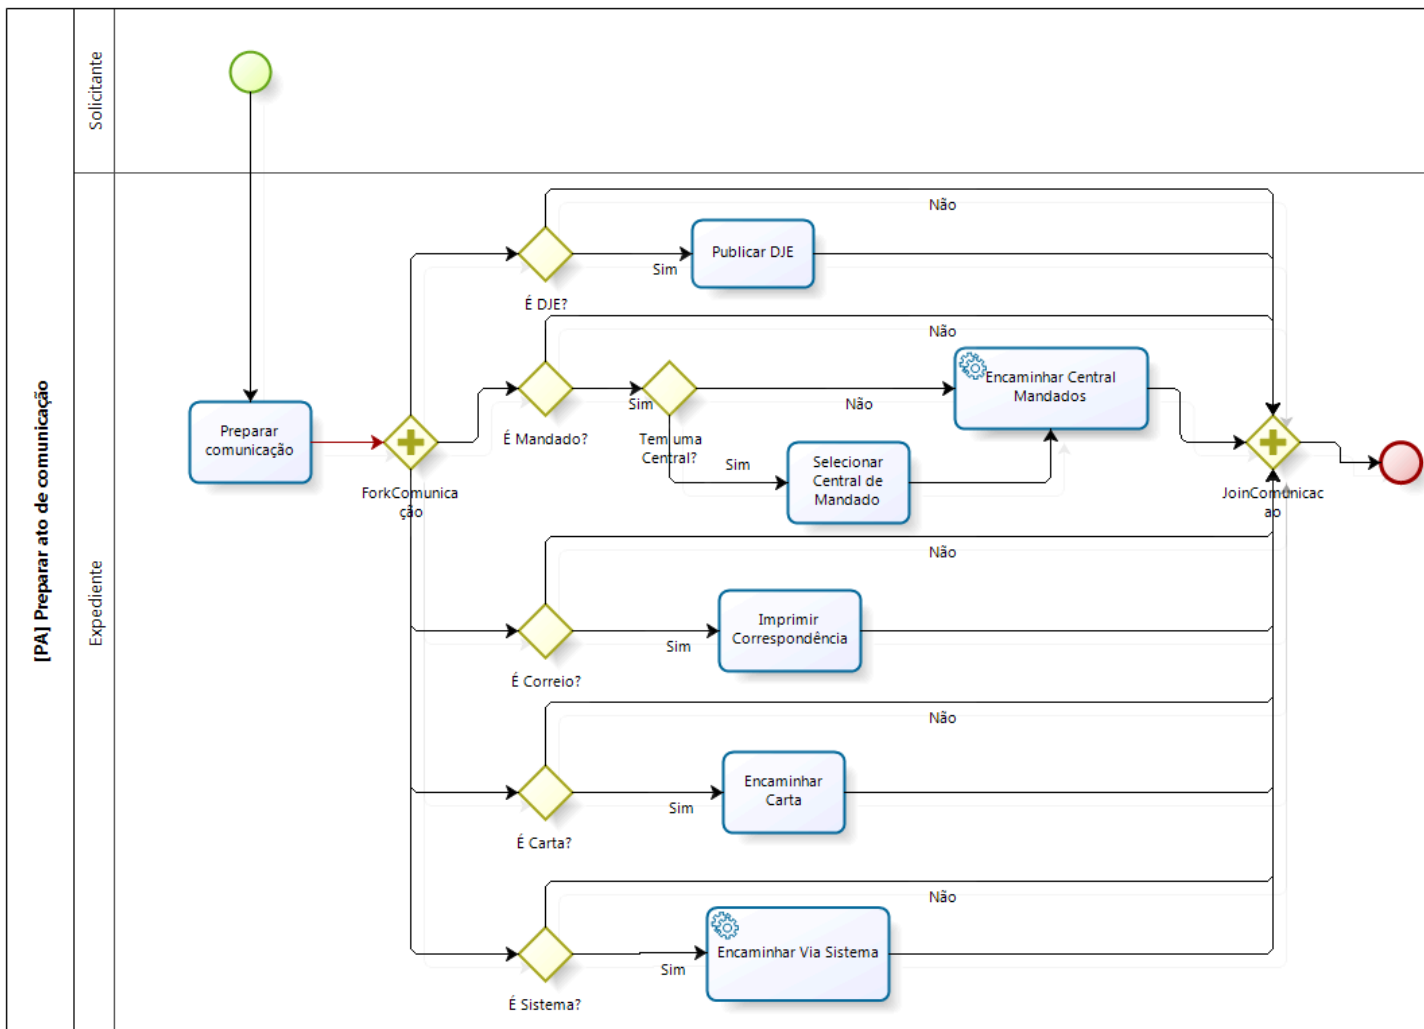 [PA] Preparar ato de comunicação
Solicitante
Expediente
Não
Publicar DJE
Sim
É DJE?
Não
Encaminhar Central
Mandados
Sim
Não
É Mandado?
Tem uma
Central?
Preparar
comunicação
Sim
Selecionar
Central de
Mandado
ForkComunica
ção
JoinComunicac
ao
Não
Imprimir
Correspondência
Sim
É Correio?
Não
Encaminhar
Carta
Sim
É Carta?
Não
Encaminhar Via Sistema
Sim
É Sistema?